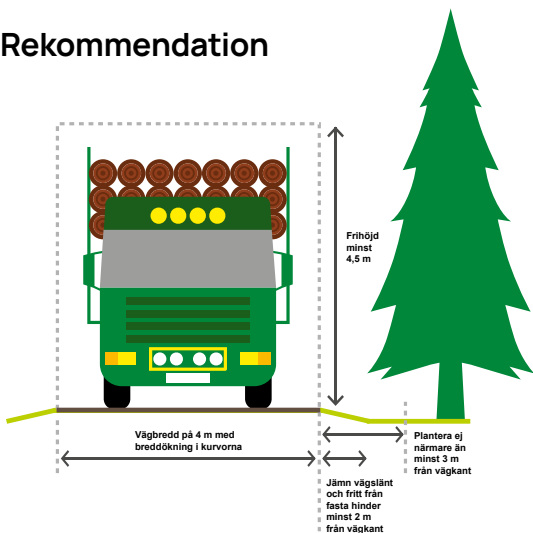 Rekommendation
Frihöjd
minst
4,5 m
Vägbredd på 4 m med
breddökning i kurvorna
Plantera ej
närmare än
minst 3 m
från vägkant
Jämn vägslänt
och fritt från
fasta hinder
minst 2 m
från vägkant